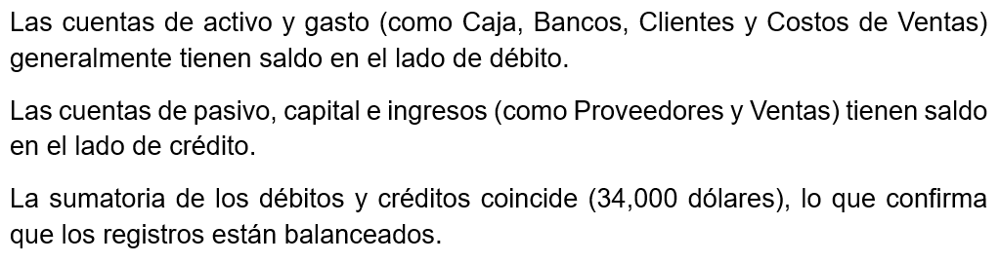 Las cuentas de activo y gasto (como Caja, Bancos, Clientes y Costos de Ventas)
generalmente tienen saldo en el lado de débito.
Las cuentas de pasivo, capital e ingresos (como Proveedores y Ventas) tienen saldo
en el lado de crédito.
La sumatoria de los débitos y créditos coincide (34,000 dólares), lo que confirma
que los registros están balanceados.